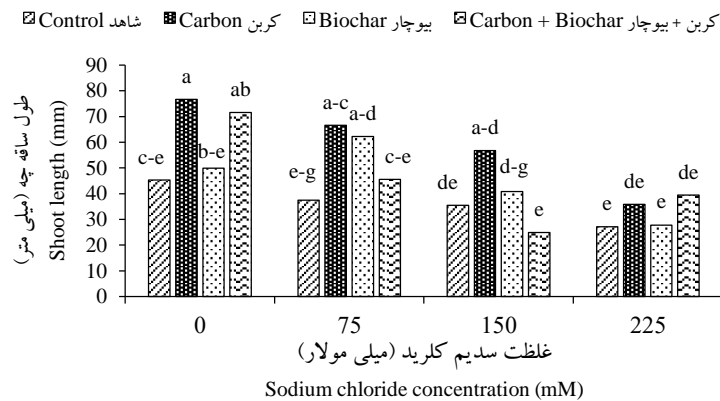 شاهد Control کربن Carbon بیوچار Biochar کربن + بیوچار Carbon + Biochar
طول ساقه چه (میلی متر)
Shoot length (mm)
90
80
70
60
50
40
30
20
10
0
c-e a b-e ab
e-g a-c a-d c-e
de a-d d-g e
e de e de
0 75 150 225
غلظت سدیم کلرید (میلی مولار)
Sodium chloride concentration (mM)